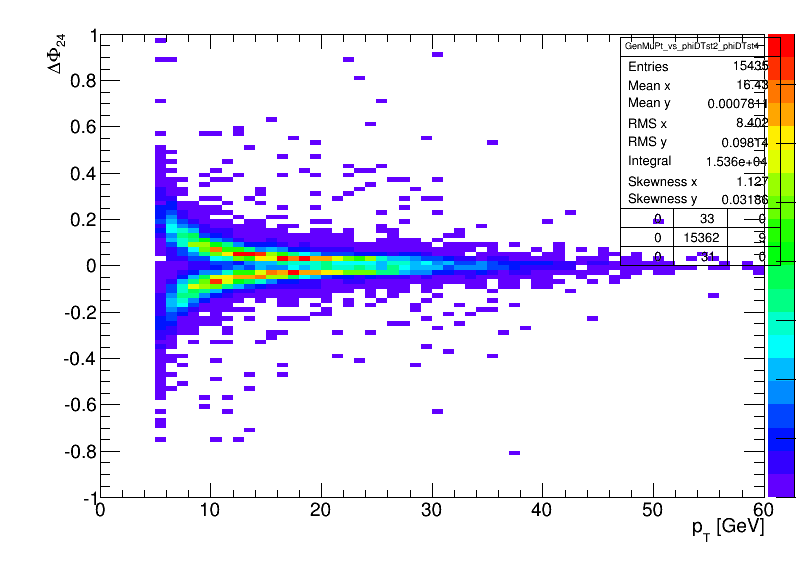 GenMuPt_vs_phiDTst2_phiDTst4
Entries 15435
Mean x 16.43
Mean y 0.0007811
RMS x 8.402
RMS y 0.09814
Integral 1.536e+04
Skewness x 1.127
Skewness y 0.03186
0 33 0
0 15362 9
0 31 0
ΔΦ24
1
0.8
0.6
0.4
0.2
0
-0.2
-0.4
-0.6
-0.8
-1
0 10 20 30 40 50 60
pT [GeV]